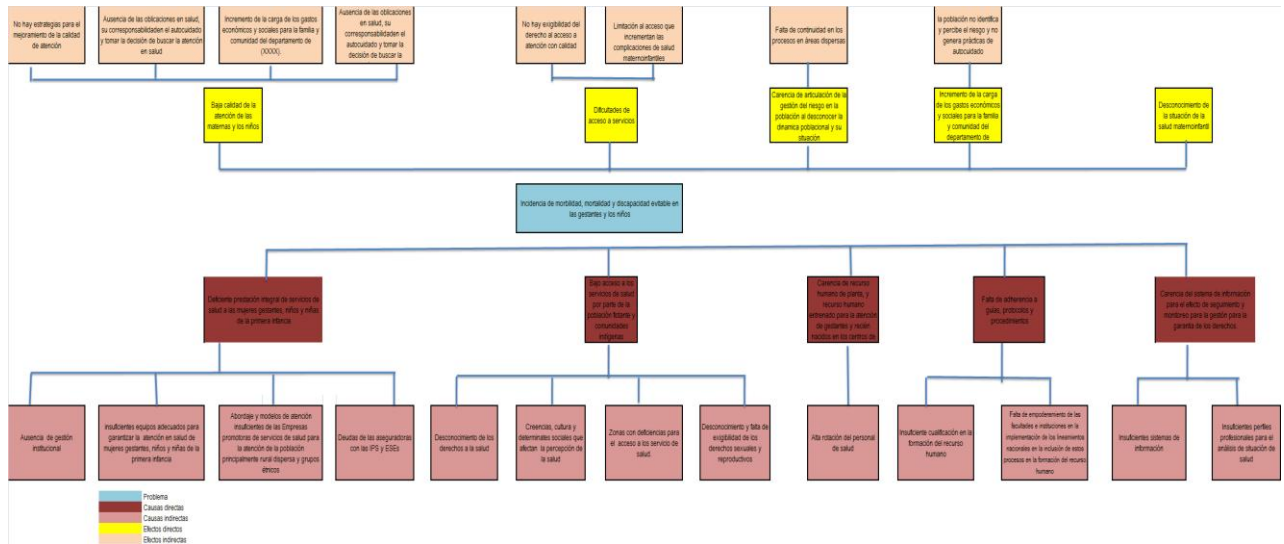 No hay estrategias para el
mejoramiento de la calidad
de atención
Ausencia de las oblicaciones en salud,
su corresponsabilidaden el autocuidado
y tomar la decisión de buscar la atención
en salud
Incremento de la carga de los gastos
económicos y sociales para la familia y
comunidad del departamento de
(XXXX).
Ausencia de las oblicaciones
en salud, su
corresponsabilidaden el
autocuidado y tomar la
decisión de buscar la
No hay exigibilidad del
derecho al acceso a
atención con calidad
Limitación al acceso que
incrementan las
complicaciones de salud
maternoinfantiles
Falta de continuidad en los
procesos en áreas dispersas
la población no identifica
y percibe el riesgo y no
genera prácticas de
autocuidado
Baja calidad de la
atención de las
maternas y los niños
Dificultades de
acceso a servicios
Carencia de articulación de la
gestión del riesgo en la
población al desconocer la
dinamica poblacional y su
situación
Incremento de la carga
de los gastos económicos
y sociales para la familia y
comunidad del
departamento de
Desconocimiento de
la situación de la
salud maternoinfantil
Incidencia de morbilidad, mortalidad y discapacidad evitable en
las gestantes y los niños
Deficiente prestación integral de servicios de
salud a las mujeres gestantes, niños y niñas
de la primera infancia
Bajo acceso a los
servicios de salud
por parte de la
población flotante y
comunidades
indígenas
Carencia de recurso
humano de planta, y
recurso humano
entrenado para la atención
de gestantes y recién
nacidos en los centros de
Falta de adherencia a
guías, protocolos y
procedimientos
Carencia del sistema de información
para el efecto de seguimiento y
monitoreo para la gestión para la
garantía de los derechos
Ausencia de gestión
institucional
insuficientes equipos adecuados para
garantizar la atención en salud de
mujeres gestantes, niños y niñas de la
primera infancia.
Abordaje y modelos de atención
insuficientes de las Empresas
promotoras de servicios de salud para
la atención de la población
principalmente rural dispersa y grupos
étnicos
Deudas de las aseguradoras
con las IPS y ESEs
Desconocimiento de los
derechos a la salud
Creencias, cultura y
determinates sociales que
afectan la percepción de
la salud
Zonas con deficiencias para
el acceso a los servicio de
salud.
Desconocimiento y falta de
exigibilidad de los
derechos sexuales y
reproductivos
Alta rotación del personal
de salud
Insuficiente cualificación en la
formación del recurso
humano
Falta de empoderamiento de las
facultades e instituciones en la
implementación de los lineamientos
nacionales en la inclusión de estos
procesos en la formación del recurso
humano
Insuficientes sistemas de
información
Insuficientes perfiles
profesionales para el
análisis de situación de
salud
Problema
Causas directas
Causas indirectas
Efectos directos
Efectos indirectas